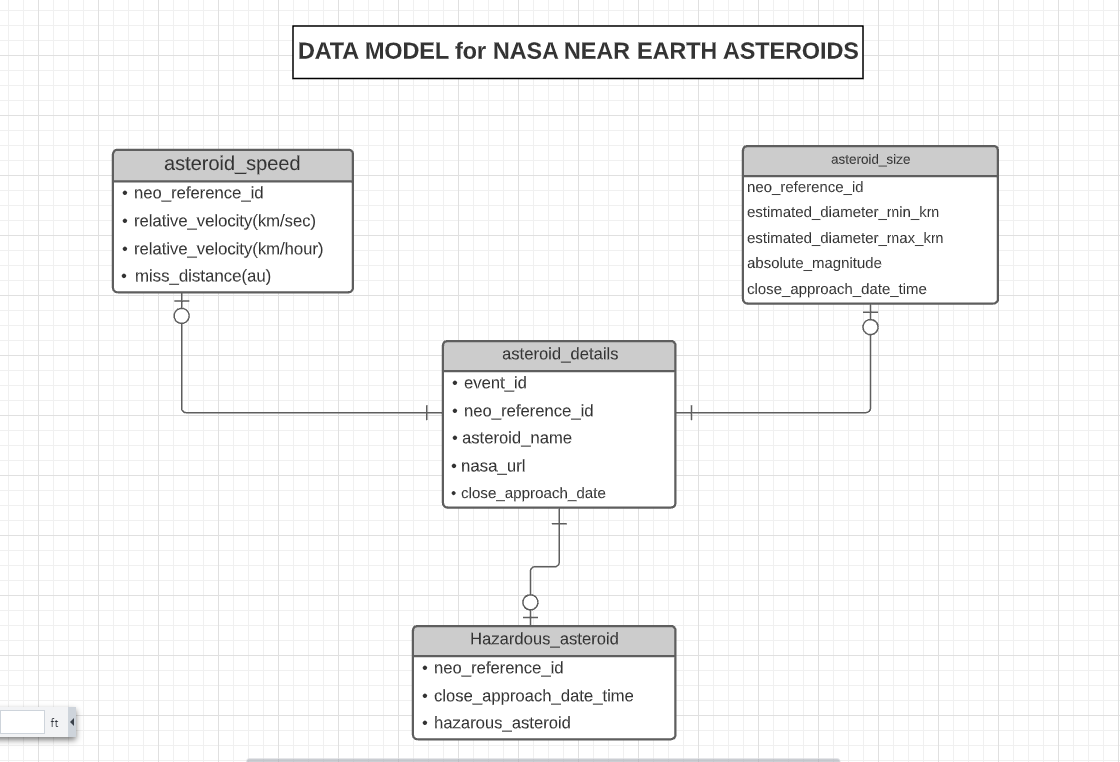 DATA MODEL for NASA NEAR EARTH ASTEROIDS
asteroid_speed
• neo_reference_id
• relative_velocity(km/sec)
• relative_velocity(km/hour)
• miss_distance(au)
asteroid_size
neo_reference_id
estimated_diameter_min_km
estimated_diameter_max_km
absolute_magnitude
close_approach_date_time
asteroid_details
• event_id
• neo_reference_id
• asteroid_name
• nasa_url
• close_approach_date
Hazardous_asteroid
• neo_reference_id
• close_approach_date_time
• hazarous_asteroid
ft